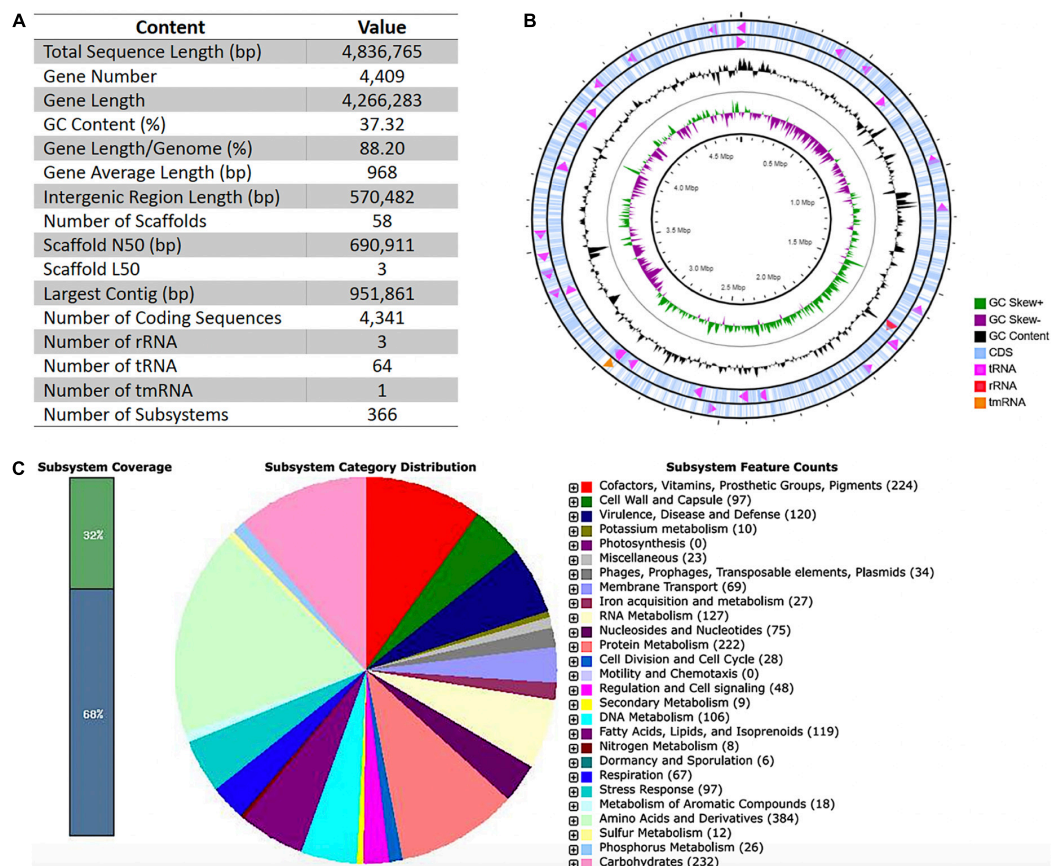 A
Content Value
Total Sequence Length (bp) 4,836,765
Gene Number 4,409
Gene Length 4,266,283
GC Content (%) 37.32
Gene Length/Genome (%) 88.20
Gene Average Length (bp) 968
Intergenic Region Length (bp) 570,482
Number of Scaffolds 58
Scaffold N50 (bp) 690,911
Scaffold L50 3
Largest Contig (bp) 951,861
Number of Coding Sequences 4,341
Number of rRNA 3
Number of tRNA 64
Number of tmRNA 1
Number of Subsystems 366
B
0.5 Mbp
1.0 Mbp
1.5 Mbp
2.0 Mbp
2.5 Mbp
3.0 Mbp
3.5 Mbp
4.0 Mbp
4.5 Mbp
GC Skew+
GC Skew-
GC Content
CDS
tRNA
rRNA
tmRNA
C
Subsystem Coverage
32%
68%
Subsystem Category Distribution
Subsystem Feature Counts
Cofactors, Vitamins, Prosthetic Groups, Pigments (224)
Cell Wall and Capsule (97)
Virulence, Disease and Defense (120)
Potassium metabolism (10)
Photosynthesis (0)
Miscellaneous (23)
Phages, Prophages, Transposable elements, Plasmids (34)
Membrane Transport (69)
Iron acquisition and metabolism (27)
RNA Metabolism (127)
Nucleosides and Nucleotides (75)
Protein Metabolism (222)
Cell Division and Cell Cycle (28)
Motility and Chemotaxis (0)
Regulation and Cell signaling (48)
Secondary Metabolism (9)
DNA Metabolism (106)
Fatty Acids, Lipids, and Isoprenoids (119)
Nitrogen Metabolism (8)
Dormancy and Sporulation (6)
Respiration (67)
Stress Response (97)
Metabolism of Aromatic Compounds (18)
Amino Acids and Derivatives (384)
Sulfur Metabolism (12)
Phosphorus Metabolism (26)
Carbohydrates (232)